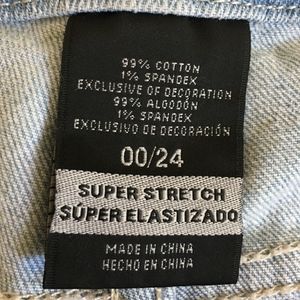 99% COTTON
1% SPANDEX
EXCLUSIVE OF DECORATION
99% ALGODÓN
1% SPANDEX
EXCLUSIVO DE DECORACIÓN
00/24
SUPER STRETCH
SÚPER ELASTIZADO
MADE IN CHINA
HECHO EN CHINA